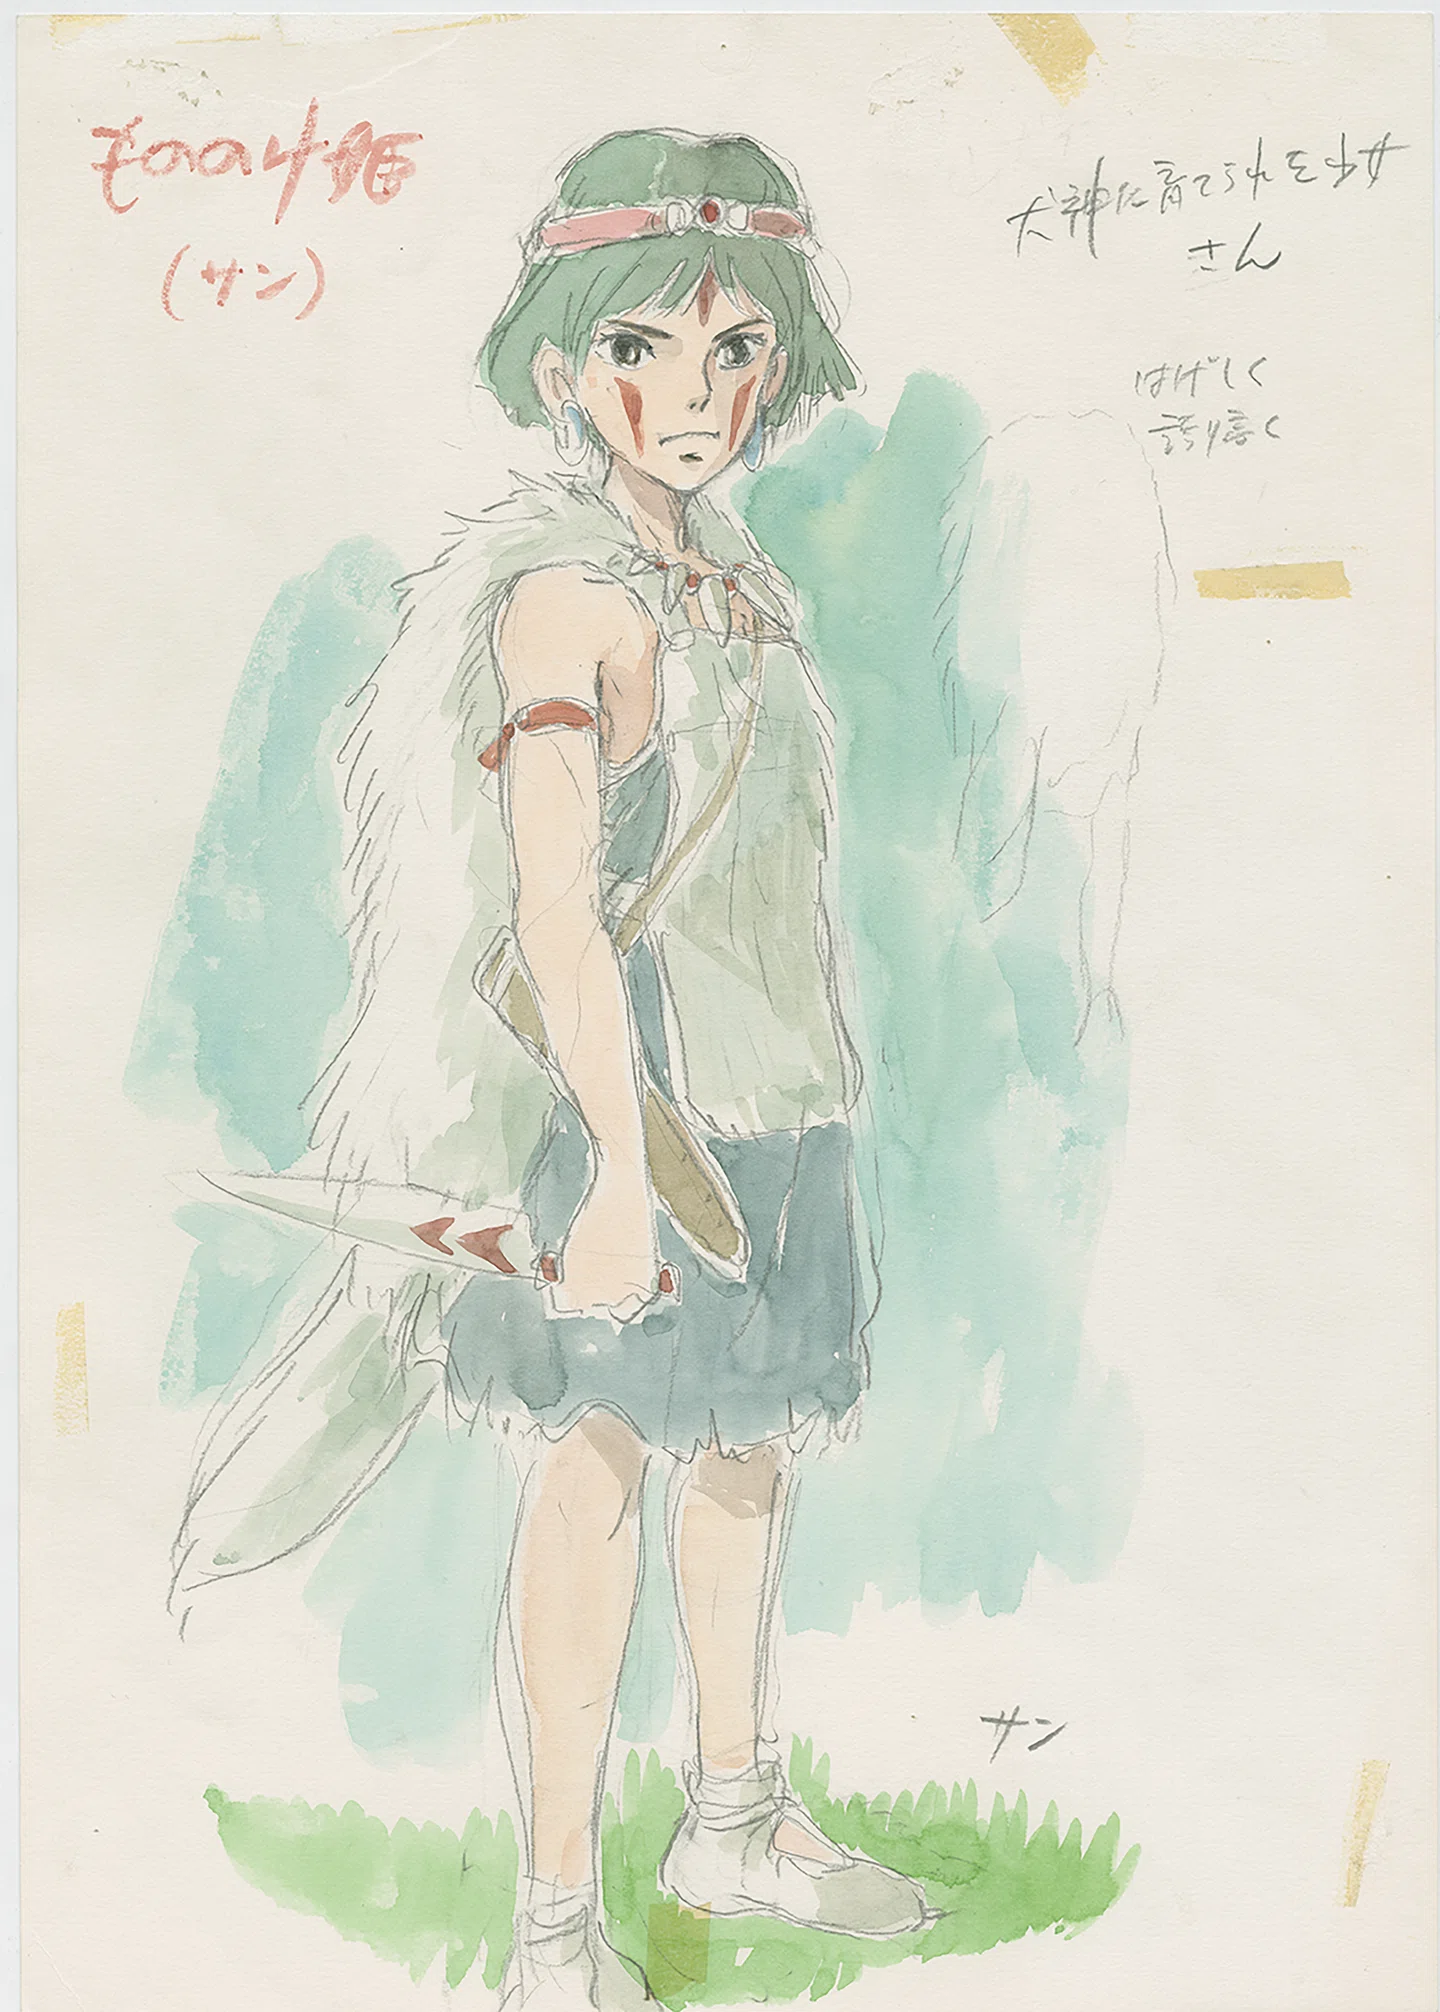 もののけ姫
(サン)
犬神に育てられた少女
さん
はげしく
誇り高く
サン